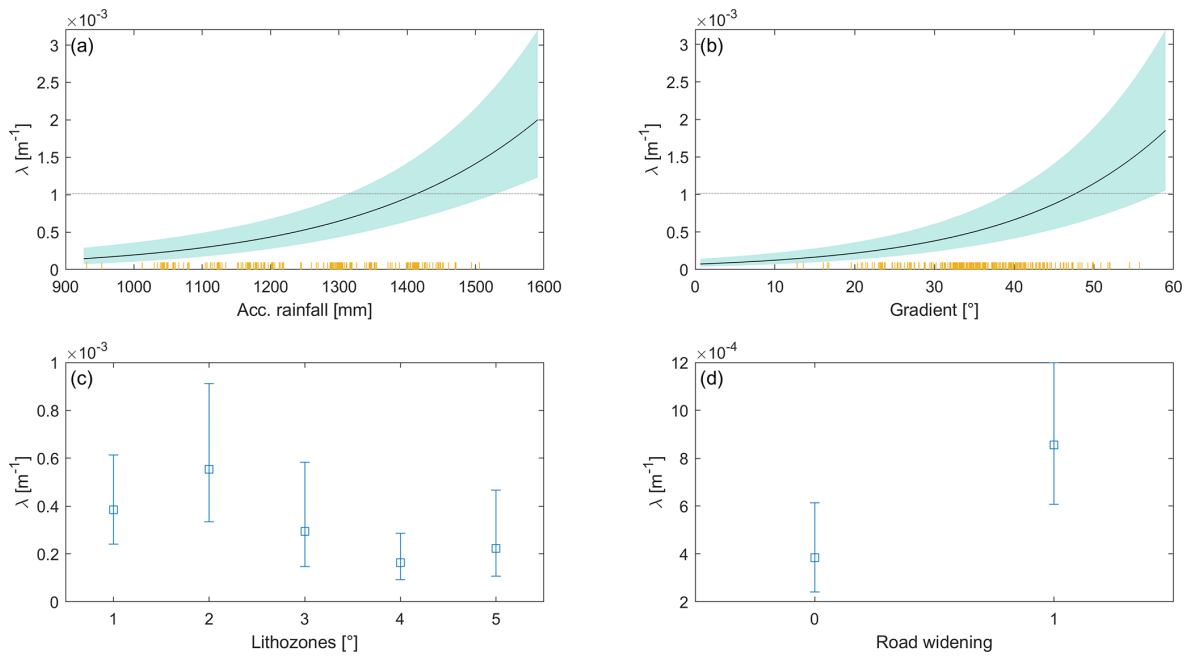 ×10⁻³
(a)
3
2.5
2
1.5
1
0.5
0
λ [m⁻¹]
900 1000 1100 1200 1300 1400 1500 1600
Acc. rainfall [mm]
×10⁻³
(b)
3
2.5
2
1.5
1
0.5
0
λ [m⁻¹]
0 10 20 30 40 50 60
Gradient [°]
×10⁻³
(c)
1
0.8
0.6
0.4
0.2
0
λ [m⁻¹]
1 2 3 4 5
Lithozones [°]
×10⁻⁴
(d)
12
10
8
6
4
2
λ [m⁻¹]
0 1
Road widening